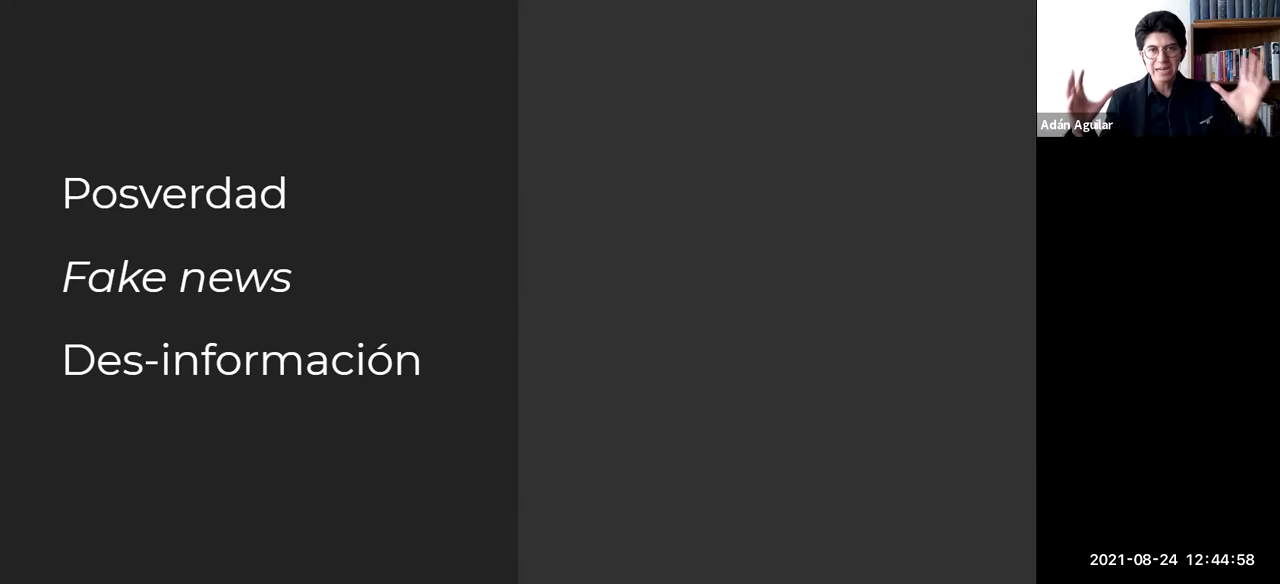 Posverdad
Fake news
Des-información
Adán Aguilar
2021-08-24 12:44:58